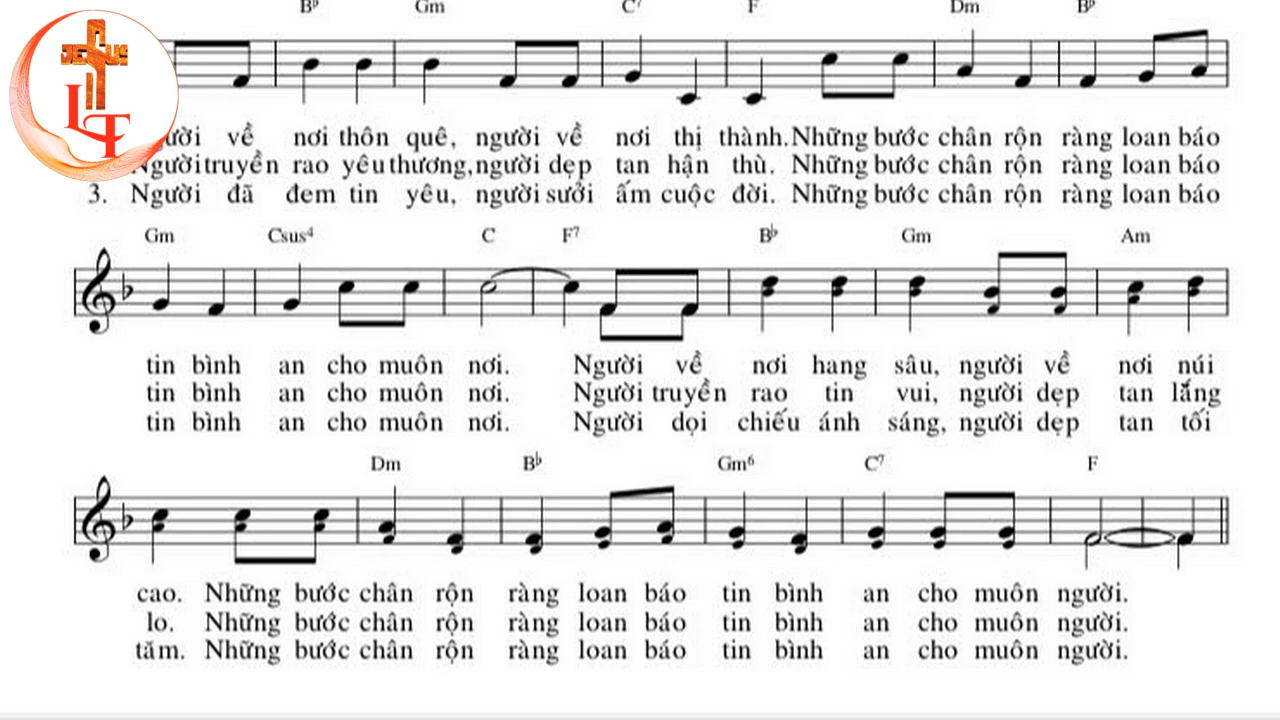 B♭ Gm C7 F Dm B♭
JESUS
LT
về nơi thôn quê, người về nơi thị thành. Những bước chân rộn ràng loan báo
Người truyền rao yêu thương, người dẹp tan hận thù. Những bước chân rộn ràng loan báo
3. Người đã đem tin yêu, người sưởi ấm cuộc đời. Những bước chân rộn ràng loan báo
Gm Csus4 C F7 B♭ Gm Am
tin bình an cho muôn nơi. Người về nơi hang sâu, người về nơi núi
tin bình an cho muôn nơi. Người truyền rao tin vui, người dẹp tan lắng
tin bình an cho muôn nơi. Người dọi chiếu ánh sáng, người dẹp tan tối
Dm B♭ Gm6 C7 F
cao. Những bước chân rộn ràng loan báo tin bình an cho muôn người.
lo. Những bước chân rộn ràng loan báo tin bình an cho muôn người.
tăm. Những bước chân rộn ràng loan báo tin bình an cho muôn người.